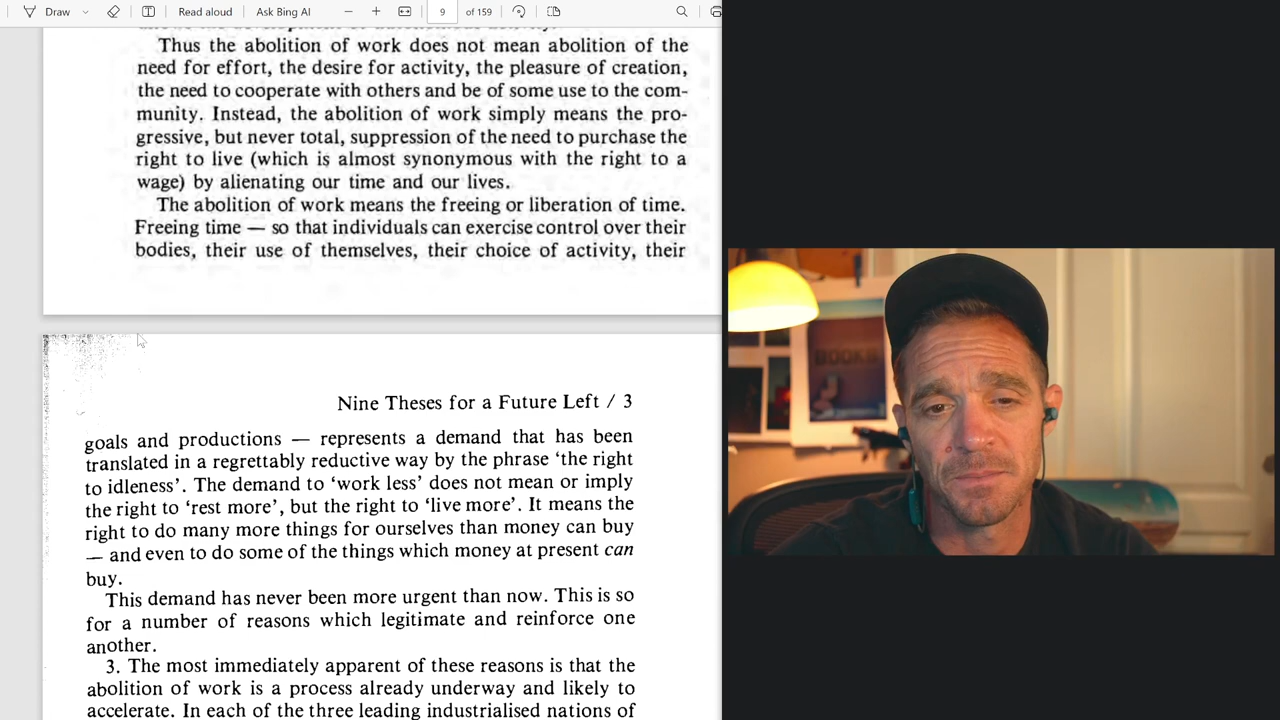 Draw
Read aloud
Ask Bing AI
9
of 159
Thus the abolition of work does not mean abolition of the
need for effort, the desire for activity, the pleasure of creation,
the need to cooperate with others and be of some use to the com-
munity. Instead, the abolition of work simply means the pro-
gressive, but never total, suppression of the need to purchase the
right to live (which is almost synonymous with the right to a
wage) by alienating our time and our lives.
The abolition of work means the freeing or liberation of time.
Freeing time — so that individuals can exercise control over their
bodies, their use of themselves, their choice of activity, their
Nine Theses for a Future Left / 3
goals and productions — represents a demand that has been
translated in a regrettably reductive way by the phrase ‘the right
to idleness’. The demand to ‘work less’ does not mean or imply
the right to ‘rest more’, but the right to ‘live more’. It means the
right to do many more things for ourselves than money can buy
— and even to do some of the things which money at present can
buy.
This demand has never been more urgent than now. This is so
for a number of reasons which legitimate and reinforce one
another.
3. The most immediately apparent of these reasons is that the
abolition of work is a process already underway and likely to
accelerate. In each of the three leading industrialised nations of